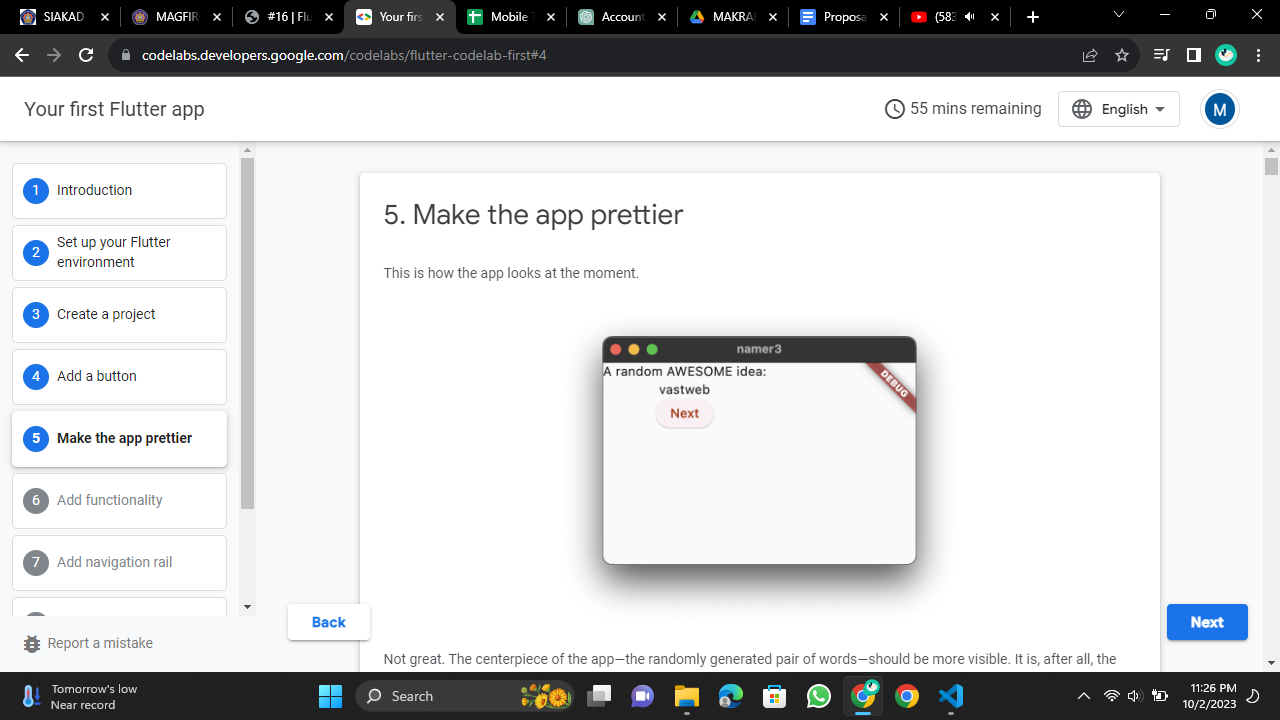 SIAKAD
MAGFIR
#16 | Flu
Your firs
Mobile T
Account
MAKRA
Proposa
(583
codelabs.developers.google.com/codelabs/flutter-codelab-first#4
Your first Flutter app
55 mins remaining
English
M
1 Introduction
2 Set up your Flutter
environment
3 Create a project
4 Add a button
5 Make the app prettier
6 Add functionality
7 Add navigation rail
Report a mistake
5. Make the app prettier
This is how the app looks at the moment.
namer3
A random AWESOME idea:
vastweb
Next
DEBUG
Back
Next
Not great. The centerpiece of the app—the randomly generated pair of words—should be more visible. It is, after all, the
Tomorrow's low
Near record
Search
11:26 PM
10/2/2023